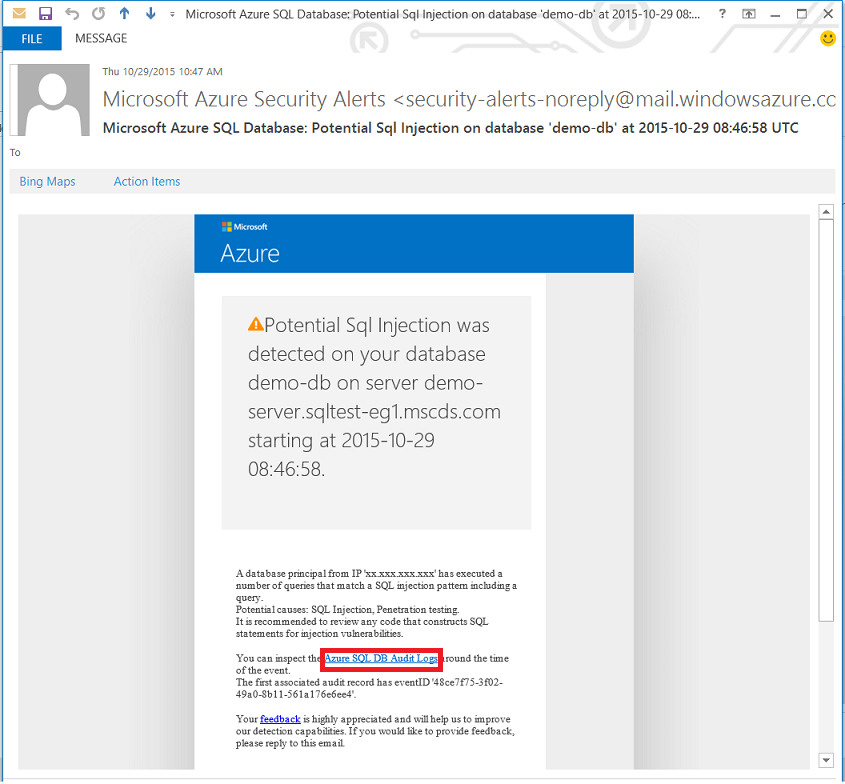 Microsoft Azure SQL Database: Potential Sql Injection on database 'demo-db' at 2015-10-29 08:...
?
FILE MESSAGE
Thu 10/29/2015 10:47 AM
Microsoft Azure Security Alerts <security-alerts-noreply@mail.windowsazure.co
Microsoft Azure SQL Database: Potential Sql Injection on database 'demo-db' at 2015-10-29 08:46:58 UTC
To
Bing Maps Action Items
Microsoft
Azure
Potential Sql Injection was
detected on your database
demo-db on server demo-
server.sqltest-eg1.mscds.com
starting at 2015-10-29
08:46:58.
A database principal from IP 'xx.xxx.xxx.xxx' has executed a
number of queries that match a SQL injection pattern including a
query.
Potential causes: SQL Injection, Penetration testing.
It is recommended to review any code that constructs SQL
statements for injection vulnerabilities.
You can inspect the Azure SQL DB Audit Logs around the time
of the event.
The first associated audit record has eventID '48ce7f75-3f02-
49a0-8b11-561a176e6ee4'.
Your feedback is highly appreciated and will help us to improve
our detection capabilities. If you would like to provide feedback,
please reply to this email.